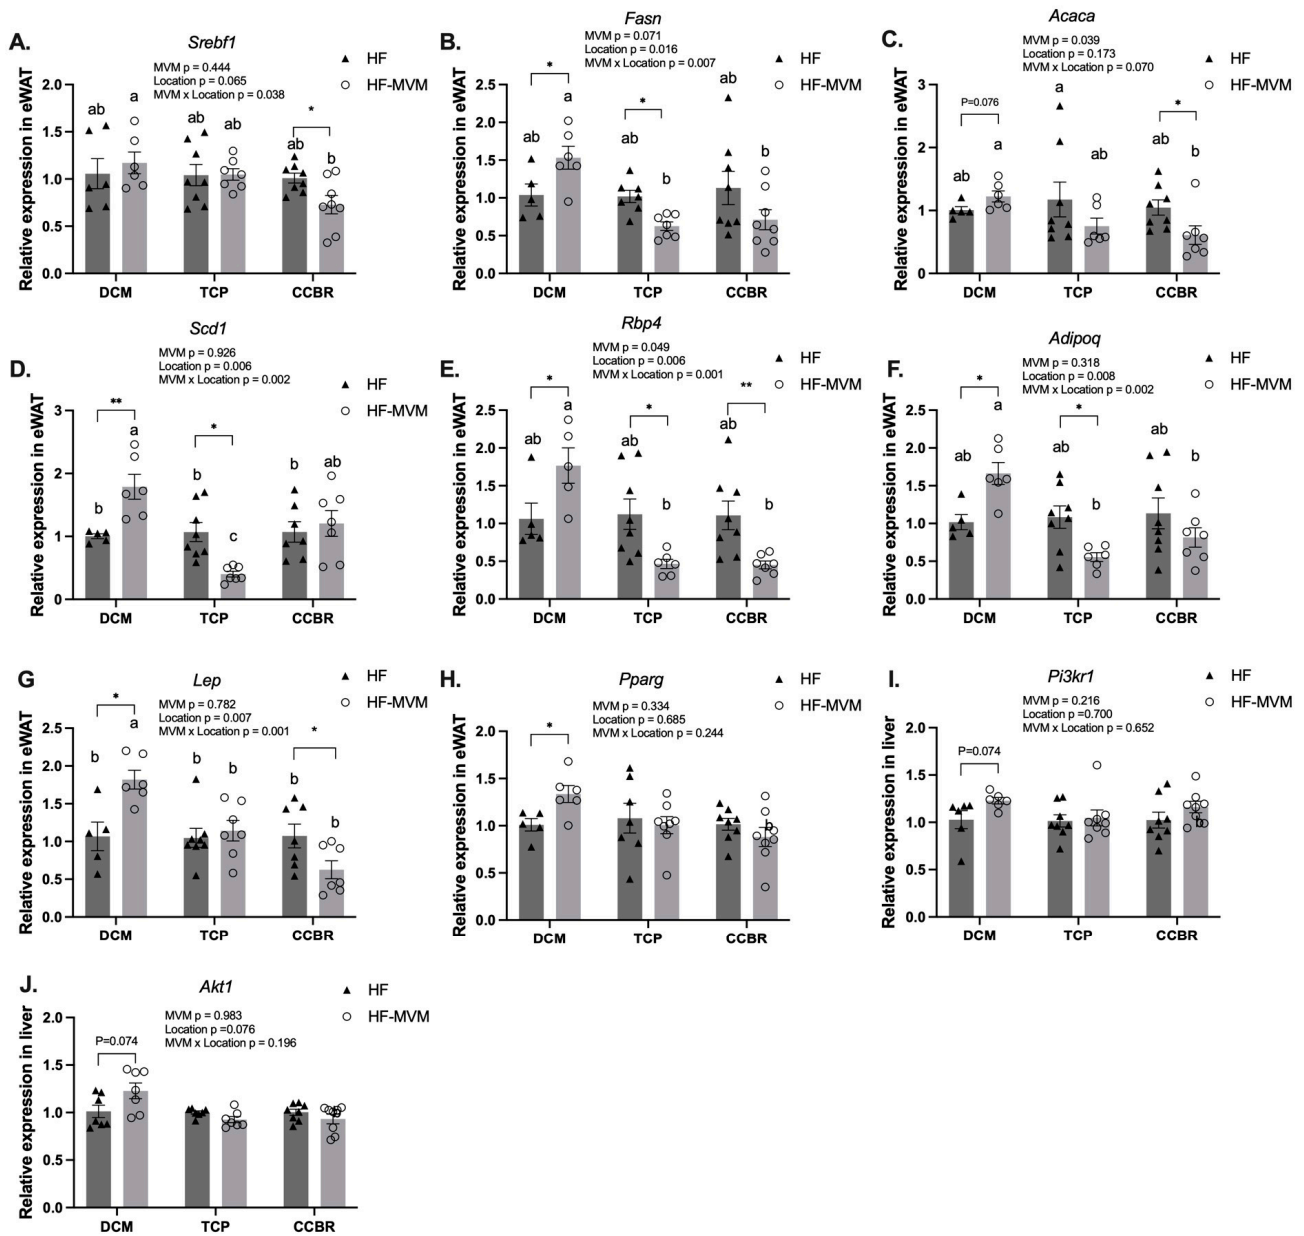 A.
Srebf1
MVM p = 0.444
Location p = 0.065
MVM x Location p = 0.038
HF
HF-MVM
Relative expression in eWAT
2.0
1.5
1.0
0.5
0.0
ab
a
ab
ab
ab
b
*
DCM
TCP
CCBR
B.
Fasn
MVM p = 0.071
Location p = 0.016
MVM x Location p = 0.007
HF
HF-MVM
Relative expression in eWAT
2.5
2.0
1.5
1.0
0.5
0.0
*
ab
a
*
ab
b
ab
b
DCM
TCP
CCBR
C.
Acaca
MVM p = 0.039
Location p = 0.173
MVM x Location p = 0.070
HF
HF-MVM
Relative expression in eWAT
3
2
1
0
P=0.076
ab
a
a
ab
*
ab
b
DCM
TCP
CCBR
D.
Scd1
MVM p = 0.926
Location p = 0.006
MVM x Location p = 0.002
HF
HF-MVM
Relative expression in eWAT
3
2
1
0
**
b
a
*
b
c
b
ab
DCM
TCP
CCBR
E.
Rbp4
MVM p = 0.049
Location p = 0.006
MVM x Location p = 0.001
HF
HF-MVM
Relative expression in eWAT
2.5
2.0
1.5
1.0
0.5
0.0
*
ab
a
*
ab
b
**
ab
b
DCM
TCP
CCBR
F.
Adipoq
MVM p = 0.318
Location p = 0.008
MVM x Location p = 0.002
HF
HF-MVM
Relative expression in eWAT
2.5
2.0
1.5
1.0
0.5
0.0
*
ab
a
*
ab
b
ab
b
DCM
TCP
CCBR
G
Lep
MVM p = 0.782
Location p = 0.007
MVM x Location p = 0.001
HF
HF-MVM
Relative expression in eWAT
2.5
2.0
1.5
1.0
0.5
0.0
*
b
a
b
b
*
b
b
DCM
TCP
CCBR
H.
Pparg
MVM p = 0.334
Location p = 0.685
MVM x Location p = 0.244
HF
HF-MVM
Relative expression in eWAT
2.0
1.5
1.0
0.5
0.0
*
DCM
TCP
CCBR
I.
Pi3kr1
MVM p = 0.216
Location p =0.700
MVM x Location p = 0.652
HF
HF-MVM
Relative expression in liver
2.0
1.5
1.0
0.5
0.0
P=0.074
DCM
TCP
CCBR
J.
Akt1
MVM p = 0.983
Location p =0.076
MVM x Location p = 0.196
HF
HF-MVM
Relative expression in liver
2.0
1.5
1.0
0.5
0.0
P=0.074
DCM
TCP
CCBR